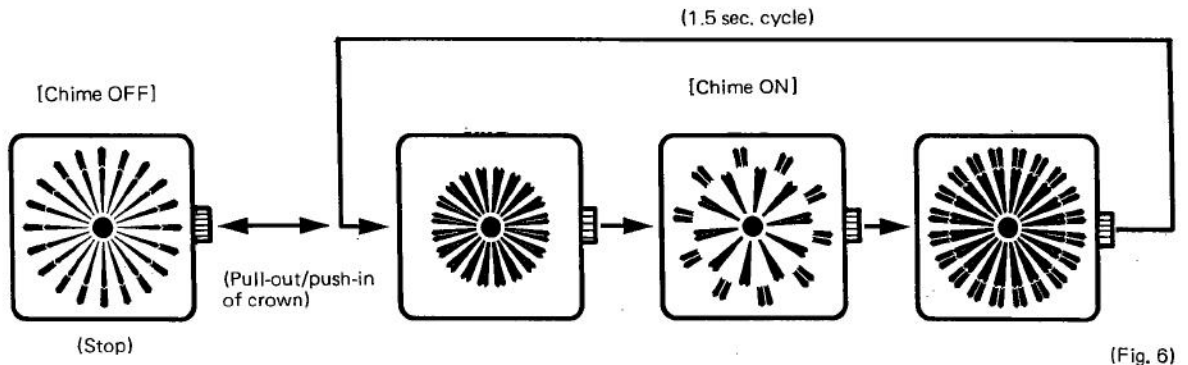 (1.5 sec. cycle)
[Chime OFF]
[Chime ON]
(Pull-out/push-in
of crown)
(Stop)
(Fig. 6)